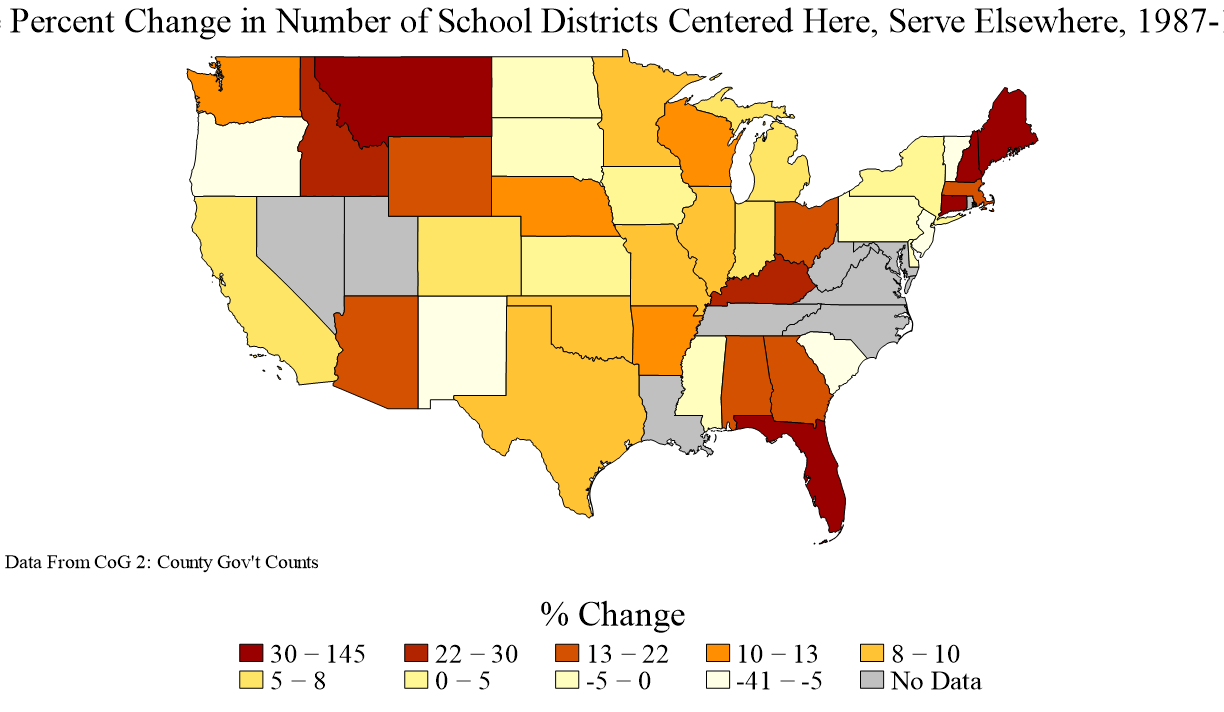 Percent Change in Number of School Districts Centered Here, Serve Elsewhere, 1987-
Data From CoG 2: County Gov't Counts
% Change
30 − 145 22 − 30 13 − 22 10 − 13 8 − 10
5 − 8 0 − 5 -5 − 0 -41 − -5 No Data